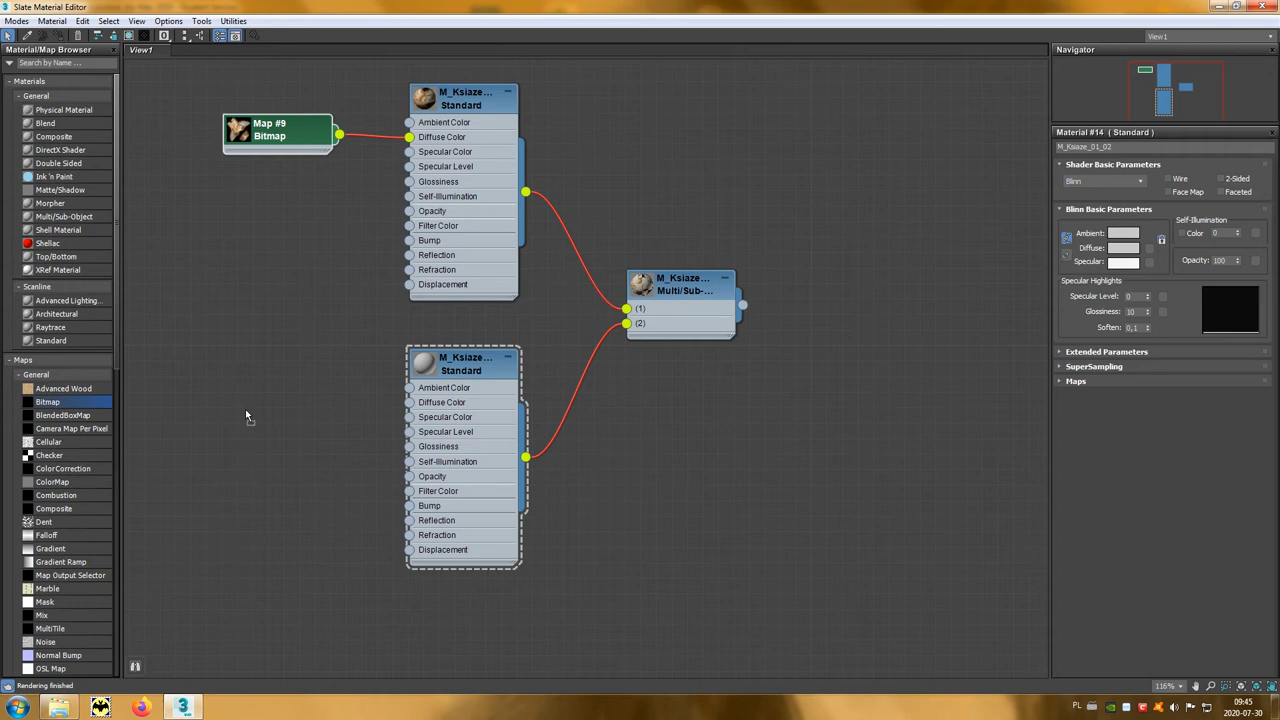 Slate Material Editor
Modes Material Edit Select View Options Tools Utilities
View1
Material/Map Browser
Search by Name ...
Materials
General
Physical Material
Blend
Composite
DirectX Shader
Double Sided
Ink 'n Paint
Matte/Shadow
Morpher
Multi/Sub-Object
Shell Material
Shellac
Top/Bottom
XRef Material
Scanline
Advanced Lighting...
Architectural
Raytrace
Standard
Maps
General
Advanced Wood
Bitmap
BlendedBoxMap
Camera Map Per Pixel
Cellular
Checker
ColorCorrection
ColorMap
Combustion
Composite
Dent
Falloff
Gradient
Gradient Ramp
Map Output Selector
Marble
Mask
Mix
MultiTile
Noise
Normal Bump
OSL Map
View1
Map #9
Bitmap
M_Ksiaze...
Standard
Ambient Color
Diffuse Color
Specular Color
Specular Level
Glossiness
Self-Illumination
Opacity
Filter Color
Bump
Reflection
Refraction
Displacement
M_Ksiaze...
Multi/Sub-...
(1)
(2)
M_Ksiaze...
Standard
Ambient Color
Diffuse Color
Specular Color
Specular Level
Glossiness
Self-Illumination
Opacity
Filter Color
Bump
Reflection
Refraction
Displacement
Navigator
Material #14 ( Standard )
M_Ksiaze_01_02
Shader Basic Parameters
Blinn
Wire 2-Sided
Face Map Faceted
Blinn Basic Parameters
Self-Illumination
Ambient: Color 0
Diffuse:
Specular: Opacity: 100
Specular Highlights
Specular Level: 0
Glossiness: 10
Soften: 0,1
Extended Parameters
SuperSampling
Maps
Rendering finished
116%
PL
09:45
2020-07-30